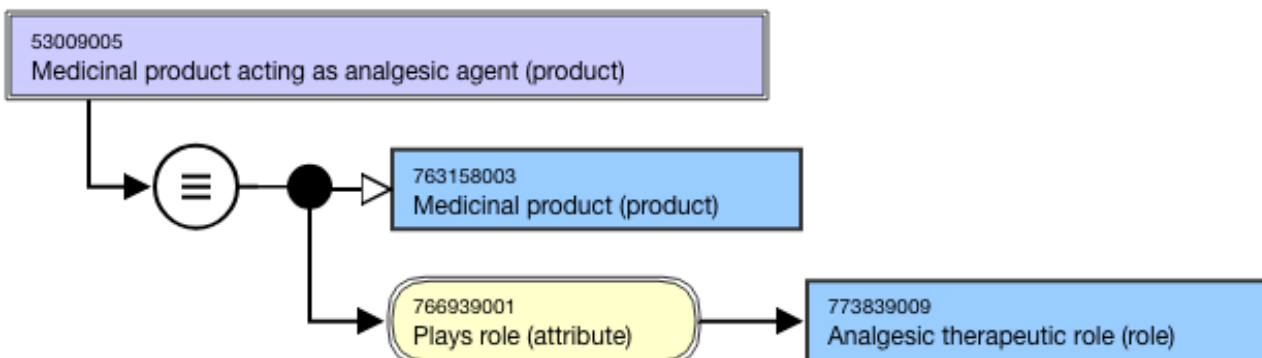 53009005
Medicinal product acting as analgesic agent (product)
763158003
Medicinal product (product)
766939001
Plays role (attribute)
773839009
Analgesic therapeutic role (role)